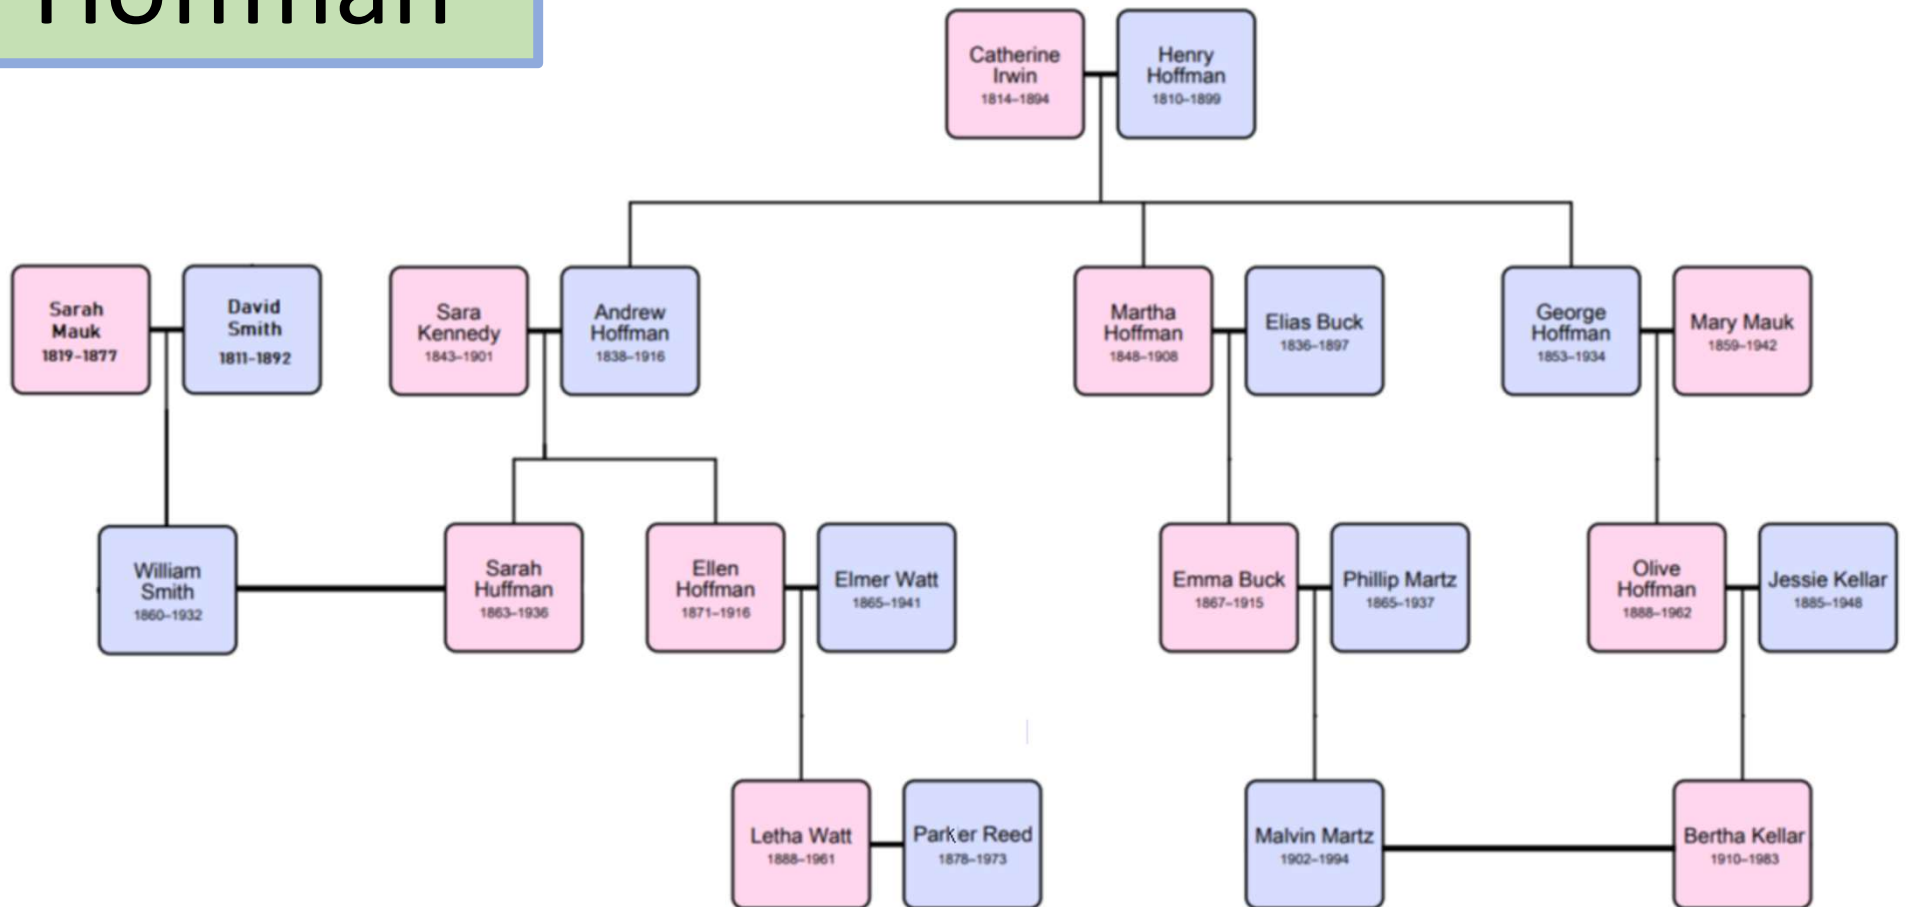 Hoffman
Catherine
Irwin
1814–1894
Henry
Hoffman
1810–1899
Sarah
Mauk
1819-1877
David
Smith
1811-1892
Sara
Kennedy
1843–1901
Andrew
Hoffman
1838–1916
Martha
Hoffman
1848–1908
Elias Buck
1836–1897
George
Hoffman
1853–1934
Mary Mauk
1859–1942
William
Smith
1860–1932
Sarah
Huffman
1863–1936
Ellen
Hoffman
1871–1916
Elmer Watt
1865–1941
Emma Buck
1867–1915
Phillip Martz
1865–1937
Olive
Hoffman
1888–1962
Jessie Kellar
1885–1948
Letha Watt
1888–1961
Parker Reed
1878–1973
Malvin Martz
1902–1994
Bertha Kellar
1910–1983